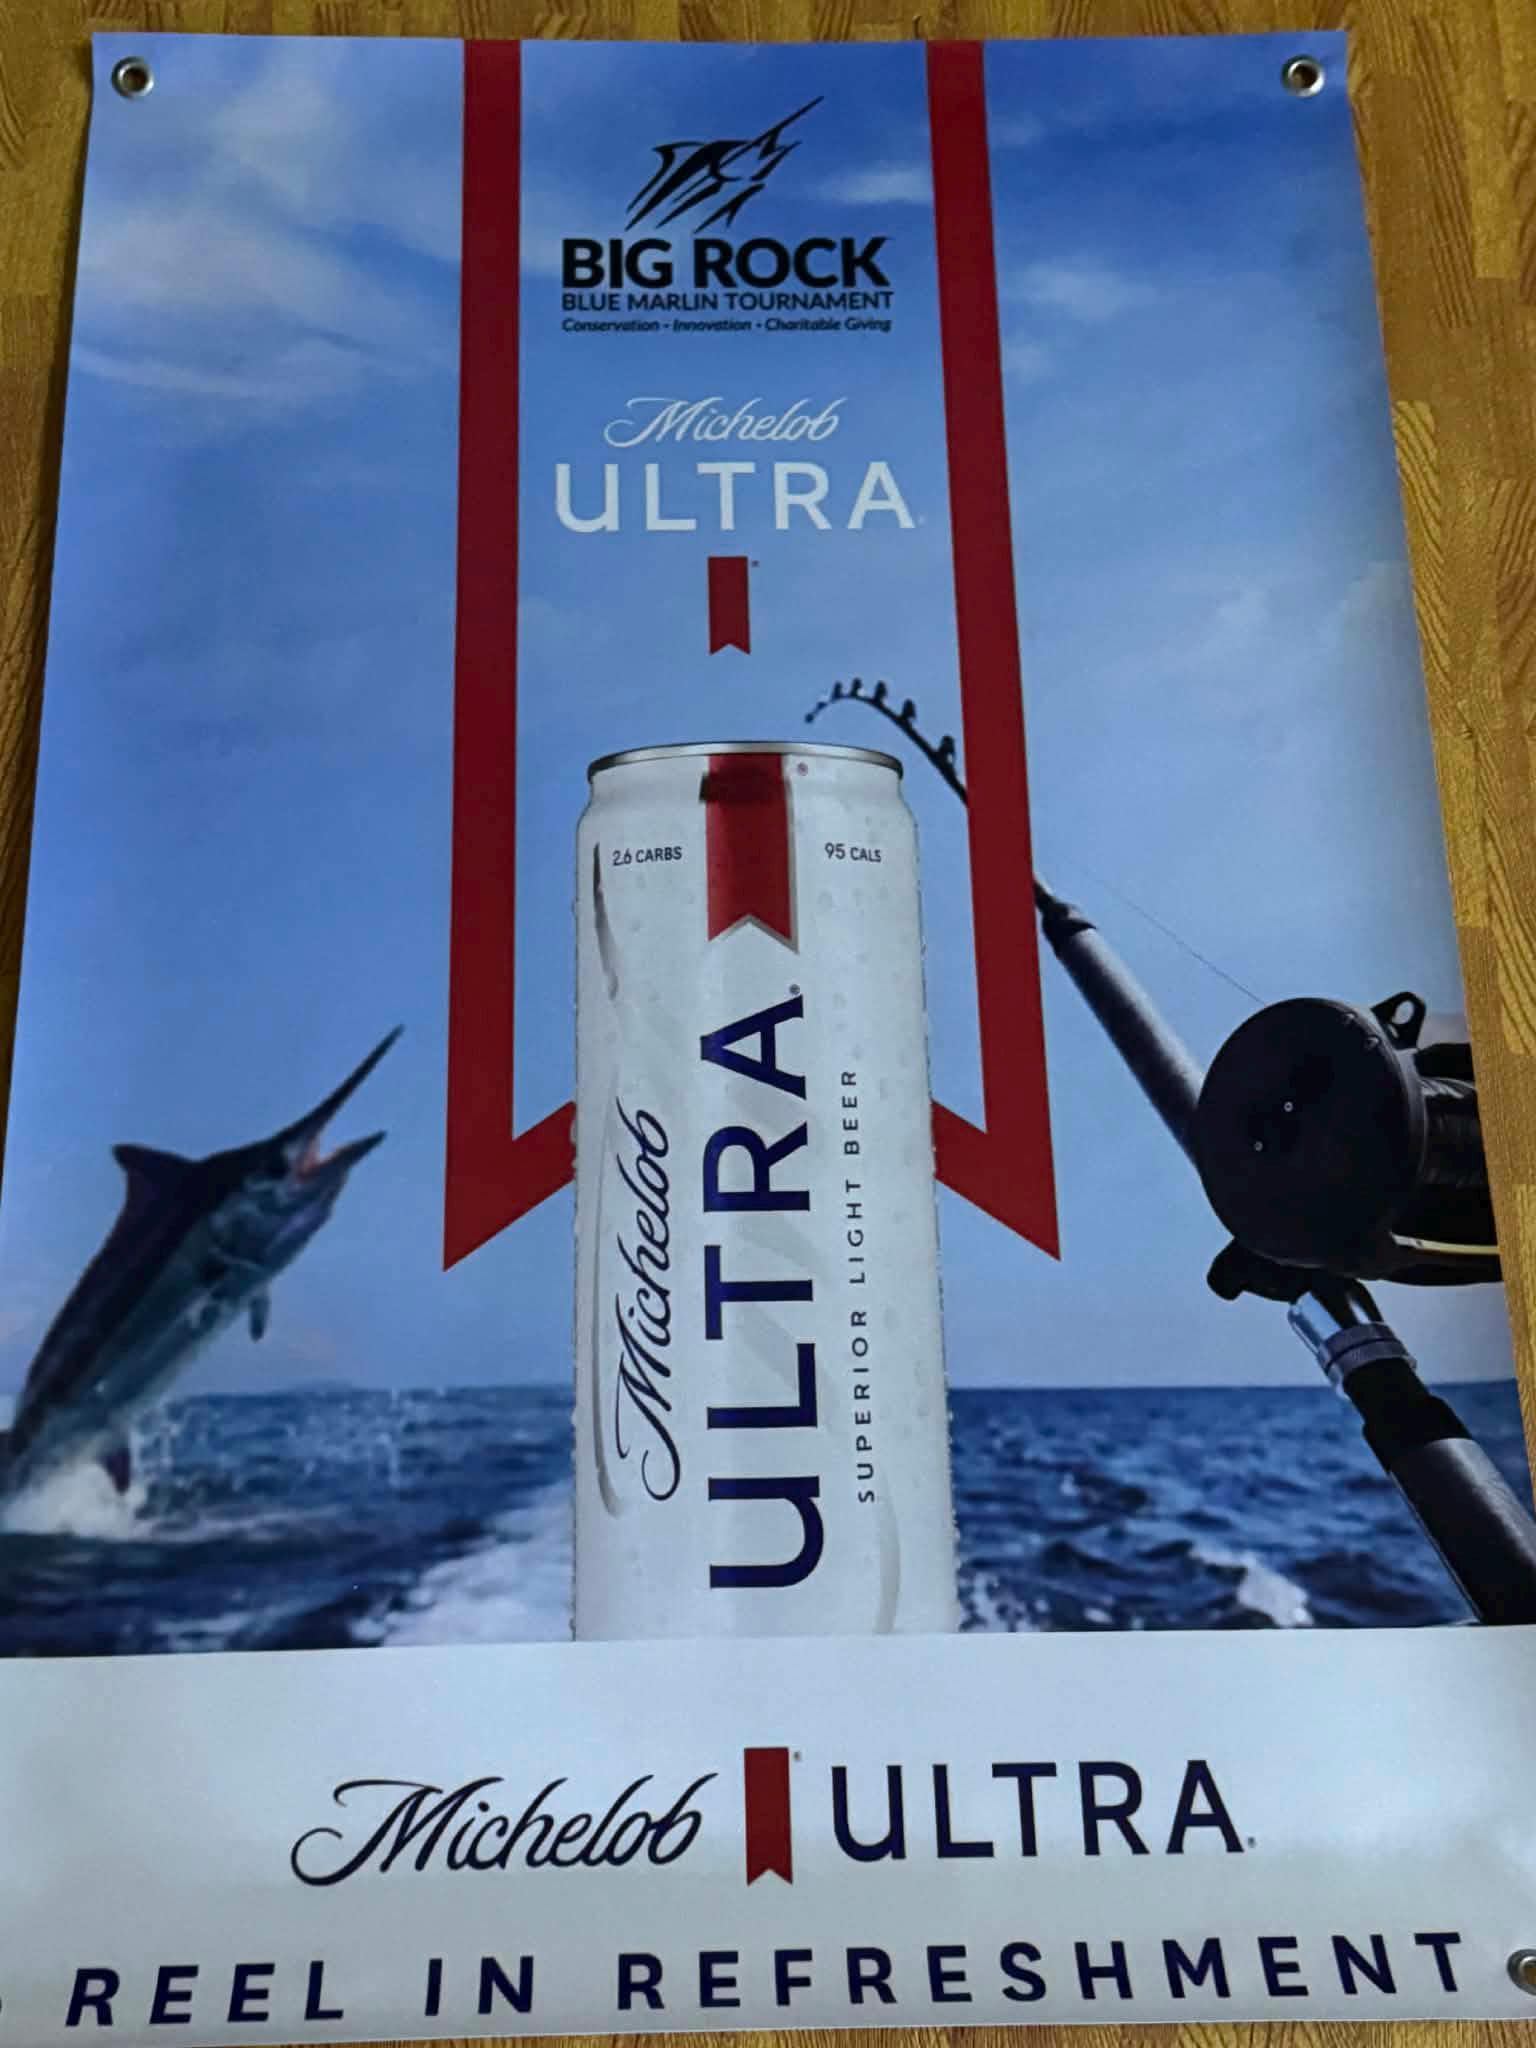 BIG ROCK
BLUE MARLIN TOURNAMENT
Conservation - Innovation - Charitable Giving
Michelob
ULTRA
2.6 CARBS
95 CALS
Michelob
ULTRA
SUPERIOR LIGHT BEER
Michelob ULTRA
REEL IN REFRESHMENT